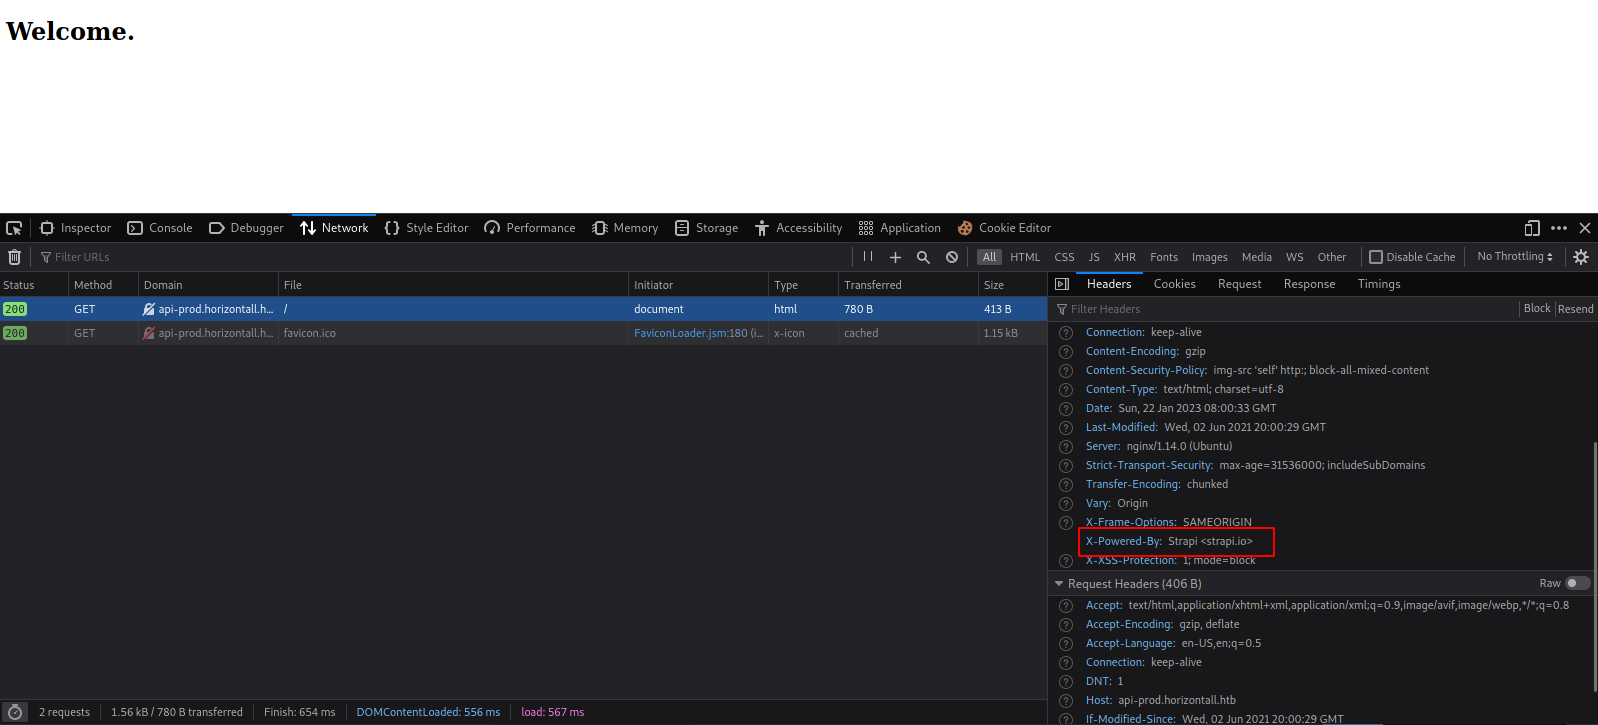 Welcome.
Inspector Console Debugger Network Style Editor Performance Memory Storage Accessibility Application Cookie Editor
Filter URLs All HTML CSS JS XHR Fonts Images Media WS Other Disable Cache No Throttling
Status Method Domain File Initiator Type Transferred Size
200 GET api-prod.horizontall.h... / document html 780 B 413 B
200 GET api-prod.horizontall.h... favicon.ico FaviconLoader.jsm:180 (i... x-icon cached 1.15 kB
Headers Cookies Request Response Timings
Filter Headers Block Resend
Connection: keep-alive
Content-Encoding: gzip
Content-Security-Policy: img-src 'self' http:; block-all-mixed-content
Content-Type: text/html; charset=utf-8
Date: Sun, 22 Jan 2023 08:00:33 GMT
Last-Modified: Wed, 02 Jun 2021 20:00:29 GMT
Server: nginx/1.14.0 (Ubuntu)
Strict-Transport-Security: max-age=31536000; includeSubDomains
Transfer-Encoding: chunked
Vary: Origin
X-Frame-Options: SAMEORIGIN
X-Powered-By: Strapi <strapi.io>
X-XSS-Protection: 1; mode=block
Request Headers (406 B) Raw
Accept: text/html,application/xhtml+xml,application/xml;q=0.9,image/avif,image/webp,*/*;q=0.8
Accept-Encoding: gzip, deflate
Accept-Language: en-US,en;q=0.5
Connection: keep-alive
DNT: 1
Host: api-prod.horizontall.htb
If-Modified-Since: Wed, 02 Jun 2021 20:00:29 GMT
2 requests 1.56 kB / 780 B transferred Finish: 654 ms DOMContentLoaded: 556 ms load: 567 ms